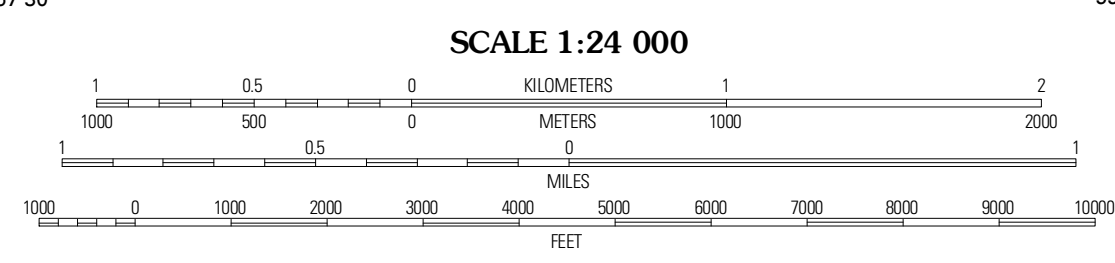 SCALE 1:24 000
1 0.5 0 KILOMETERS 1 2
1000 500 0 METERS 1000 2000
1 0.5 0 1
MILES
1000 0 1000 2000 3000 4000 5000 6000 7000 8000 9000 10000
FEET